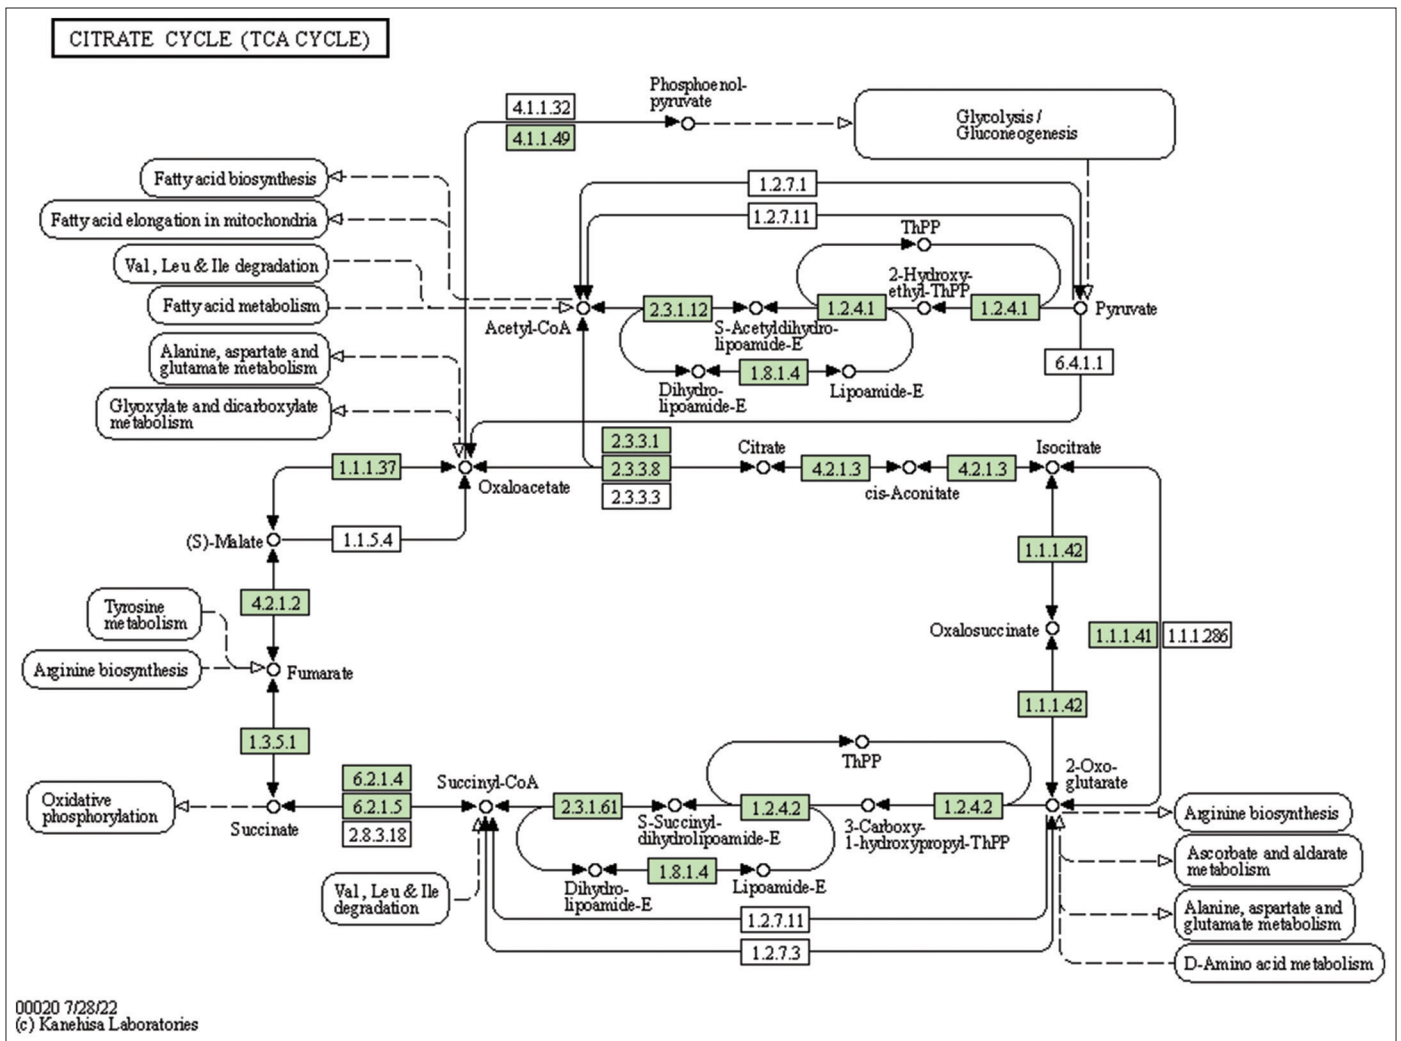 CITRATE CYCLE (TCA CYCLE)
Phosphoenol-
pyruvate
4.1.1.32
4.1.1.49
Glycolysis /
Gluconeogenesis
Fatty acid biosynthesis
1.2.7.1
Fatty acid elongation in mitochondria
1.2.7.11
ThPP
Val, Leu & Ile degradation
2-Hydroxy-
ethyl-ThPP
Fatty acid metabolism
Acetyl-CoA
2.3.1.12
S-Acetyldihydro-
lipoamide-E
1.2.4.1
1.2.4.1
Pyruvate
Alanine, aspartate and
glutamate metabolism
6.4.1.1
1.8.1.4
Dihydro-
lipoamide-E
Lipoamide-E
Glyoxylate and dicarboxylate
metabolism
2.3.3.1
2.3.3.8
2.3.3.3
Citrate
Isocitrate
1.1.1.37
Oxaloacetate
4.2.1.3
cis-Aconitate
4.2.1.3
(S)-Malate
1.1.5.4
1.1.1.42
4.2.1.2
Tyrosine
metabolism
Oxalosuccinate
1.1.1.41
1.1.1.286
Arginine biosynthesis
Fumarate
1.1.1.42
1.3.5.1
ThPP
2-Oxo-
glutarate
6.2.1.4
6.2.1.5
2.8.3.18
Succinyl-CoA
Oxidative
phosphorylation
Succinate
2.3.1.61
S-Succinyl-
dihydrolipoamide-E
1.2.4.2
3-Carboxy-
1-hydroxypropyl-ThPP
1.2.4.2
Arginine biosynthesis
Ascorbate and aldarate
metabolism
1.8.1.4
Dihydro-
lipoamide-E
Lipoamide-E
Val, Leu & Ile
degradation
Alanine, aspartate and
glutamate metabolism
1.2.7.11
1.2.7.3
D-Amino acid metabolism
00020 7/28/22
(c) Kanehisa Laboratories